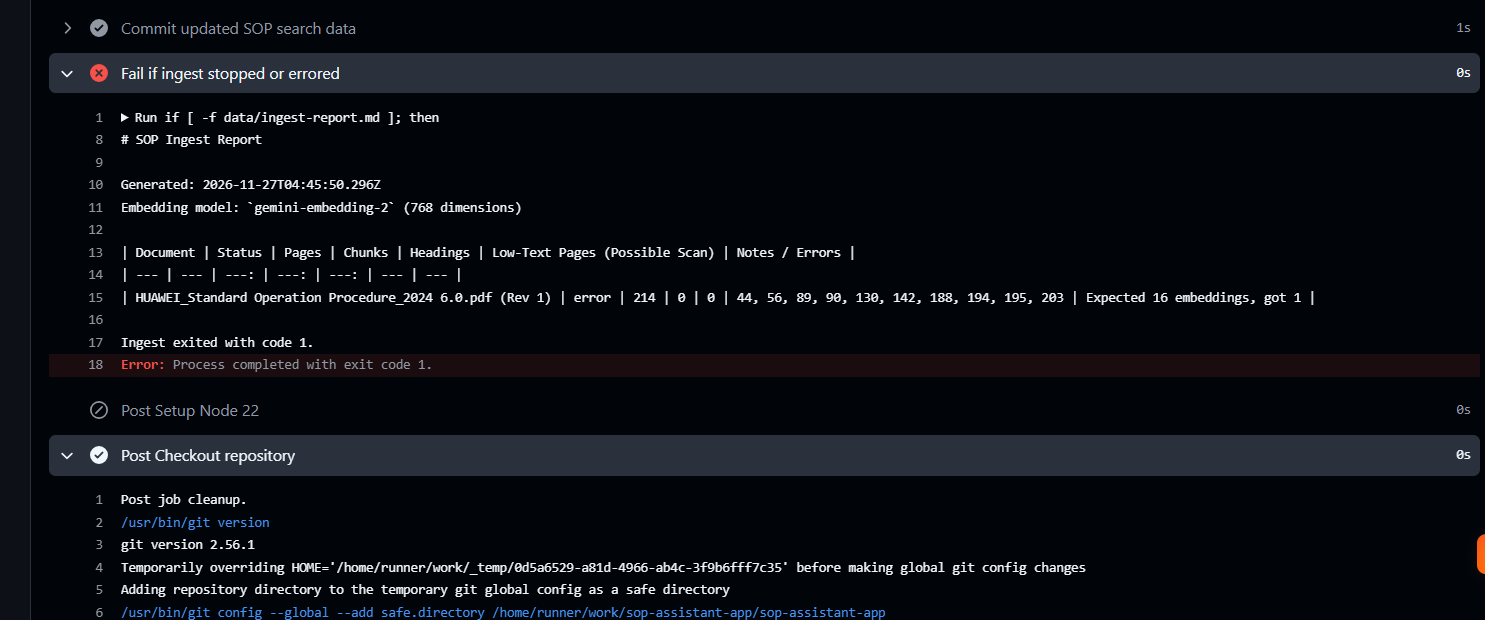 Commit updated SOP search data 1s
Fail if ingest stopped or errored 0s
1 Run if [ -f data/ingest-report.md ]; then
8 # SOP Ingest Report
9
10 Generated: 2026-11-27T04:45:50.296Z
11 Embedding model: `gemini-embedding-2` (768 dimensions)
12
13 | Document | Status | Pages | Chunks | Headings | Low-Text Pages (Possible Scan) | Notes / Errors |
14 | --- | --- | ---: | ---: | ---: | --- | --- |
15 | HUAWEI_Standard Operation Procedure_2024 6.0.pdf (Rev 1) | error | 214 | 0 | 0 | 44, 56, 89, 90, 130, 142, 188, 194, 195, 203 | Expected 16 embeddings, got 1 |
16
17 Ingest exited with code 1.
18 Error: Process completed with exit code 1.
Post Setup Node 22 0s
Post Checkout repository 0s
1 Post job cleanup.
2 /usr/bin/git version
3 git version 2.56.1
4 Temporarily overriding HOME='/home/runner/work/_temp/0d5a6529-a81d-4966-ab4c-3f9b6fff7c35' before making global git config changes
5 Adding repository directory to the temporary git global config as a safe directory
6 /usr/bin/git config --global --add safe.directory /home/runner/work/sop-assistant-app/sop-assistant-app